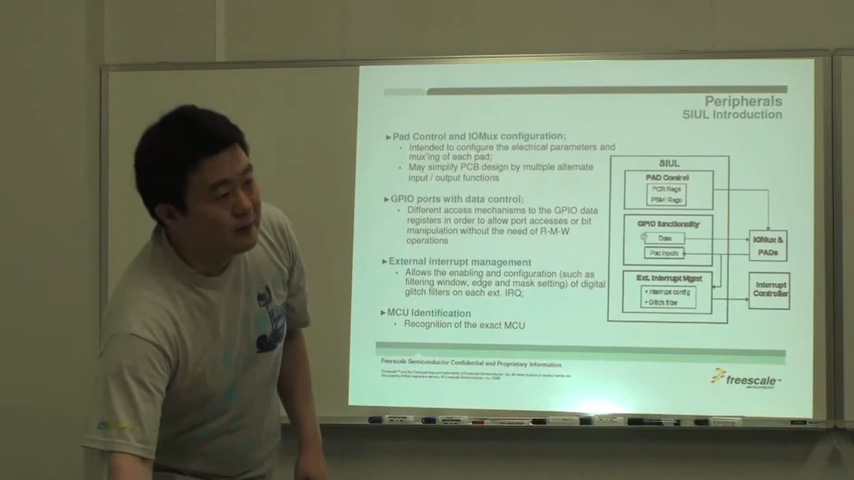 Peripherals
SIUL Introduction
►Pad Control and IOMux configuration;
• Intended to configure the electrical parameters and
mux'ing of each pad;
• May simplify PCB design by multiple alternate
input / output functions
►GPIO ports with data control;
• Different access mechanisms to the GPIO data
registers in order to allow port accesses or bit
manipulation without the need of R-M-W
operations
►External interrupt management
• Allows the enabling and configuration (such as
filtering window, edge and mask setting) of digital
glitch filters on each ext. IRQ;
►MCU Identification
• Recognition of the exact MCU
SIUL
PAD Control
PCR Regs
PSMI Regs
GPIO functionality
Data
Pad Inputs
Ext. Interrupt Mgmt
• Interrupt config
• Glitch filter
IOMux &
PADs
Interrupt
Controller
Freescale Semiconductor Confidential and Proprietary Information
freescale™
semiconductor